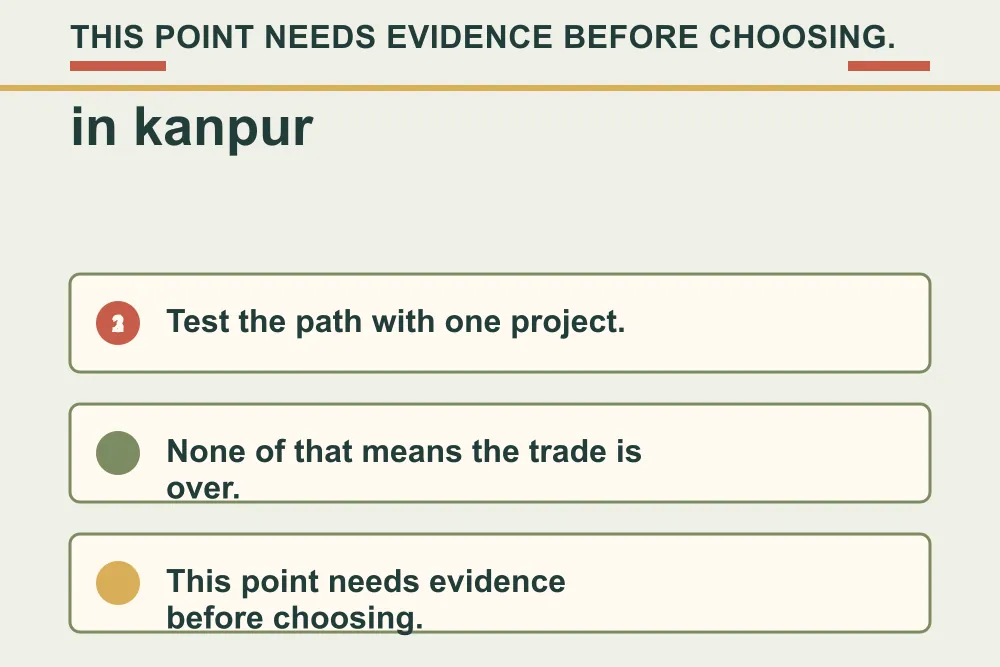 THIS POINT NEEDS EVIDENCE BEFORE CHOOSING.
in kanpur
Test the path with one project.
None of that means the trade is
over.
This point needs evidence
before choosing.